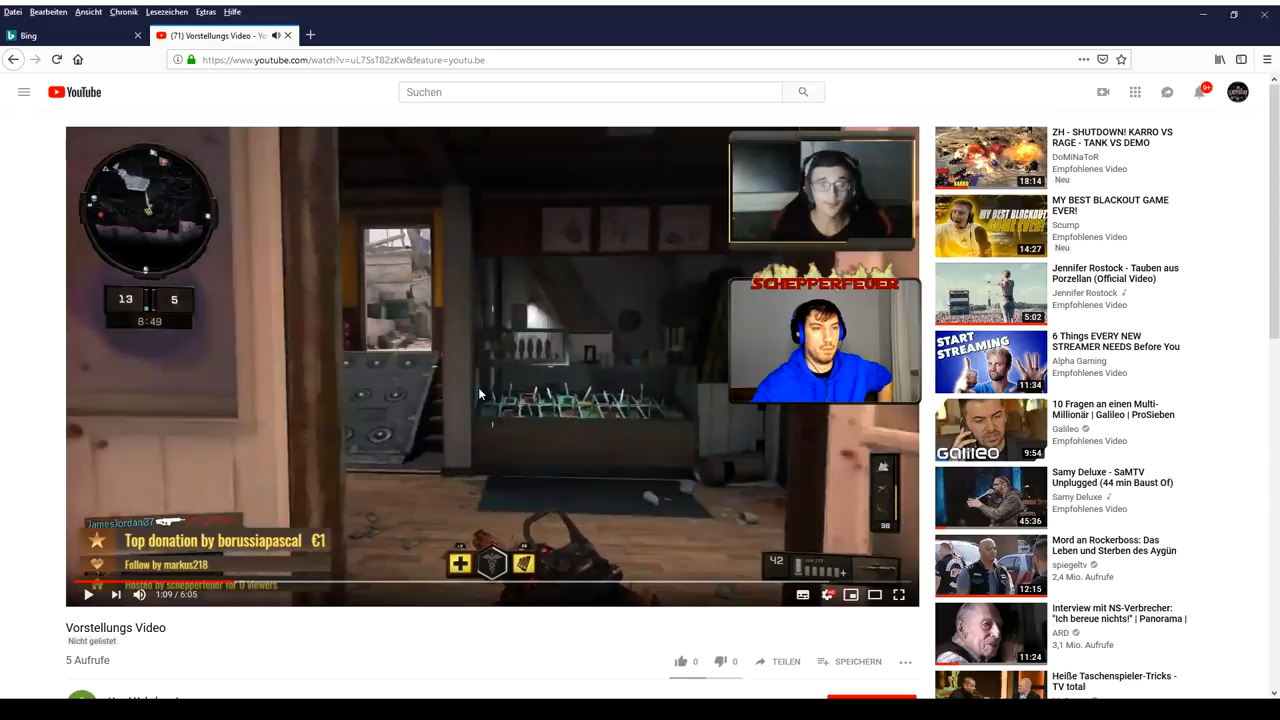 Datei Bearbeiten Ansicht Chronik Lesezeichen Extras Hilfe
Bing
(71) Vorstellungs Video - Yo
https://www.youtube.com/watch?v=uL7SsT82zKw&feature=youtu.be
YouTube
Suchen
9+
13 5
8:49
SCHEPPERFEUER
98
JamesJordan07
Top donation by borussiapascal €1
Follow by markus218
Hosted by schepperfeuer for 0 viewers
42
1:09 / 6:05
HD
Vorstellungs Video
Nicht gelistet
5 Aufrufe
0 0 TEILEN SPEICHERN
ZH - SHUTDOWN! KARRO VS
RAGE - TANK VS DEMO
DoMiNaToR
Empfohlenes Video
Neu
18:14
MY BEST BLACKOUT GAME
EVER!
Scump
Empfohlenes Video
Neu
MY BEST BLACKOUT
GAME EVER!
14:27
Jennifer Rostock - Tauben aus
Porzellan (Official Video)
Jennifer Rostock
Empfohlenes Video
5:02
6 Things EVERY NEW
STREAMER NEEDS Before You
Alpha Gaming
Empfohlenes Video
START
STREAMING
11:34
10 Fragen an einen Multi-
Millionär | Galileo | ProSieben
Galileo
Empfohlenes Video
GALILEO
9:54
Samy Deluxe - SaMTV
Unplugged (44 min Baust Of)
Samy Deluxe
Empfohlenes Video
45:36
Mord an Rockerboss: Das
Leben und Sterben des Aygün
spiegeltv
2,4 Mio. Aufrufe
12:15
Interview mit NS-Verbrecher:
"Ich bereue nichts!" | Panorama |
ARD
3,1 Mio. Aufrufe
11:24
Heiße Taschenspieler-Tricks -
TV total